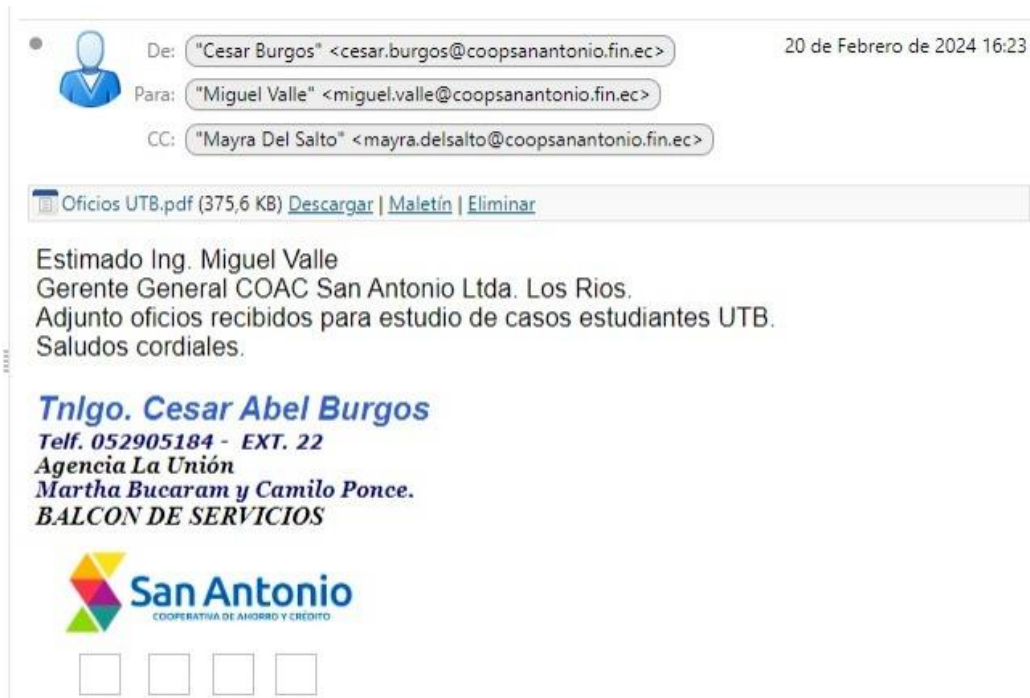 De: "Cesar Burgos" <cesar.burgos@coopsanantonio.fin.ec> 20 de Febrero de 2024 16:23
Para: "Miguel Valle" <miguel.valle@coopsanantonio.fin.ec>
CC: "Mayra Del Salto" <mayra.delsalto@coopsanantonio.fin.ec>
Oficios UTB.pdf (375,6 KB) Descargar | Maletín | Eliminar
Estimado Ing. Miguel Valle
Gerente General COAC San Antonio Ltda. Los Rios.
Adjunto oficios recibidos para estudio de casos estudiantes UTB.
Saludos cordiales.
Tnlgo. Cesar Abel Burgos
Telf. 052905184 - EXT. 22
Agencia La Unión
Martha Bucaram y Camilo Ponce.
BALCON DE SERVICIOS
San Antonio
COOPERATIVA DE AHORRO Y CRÉDITO